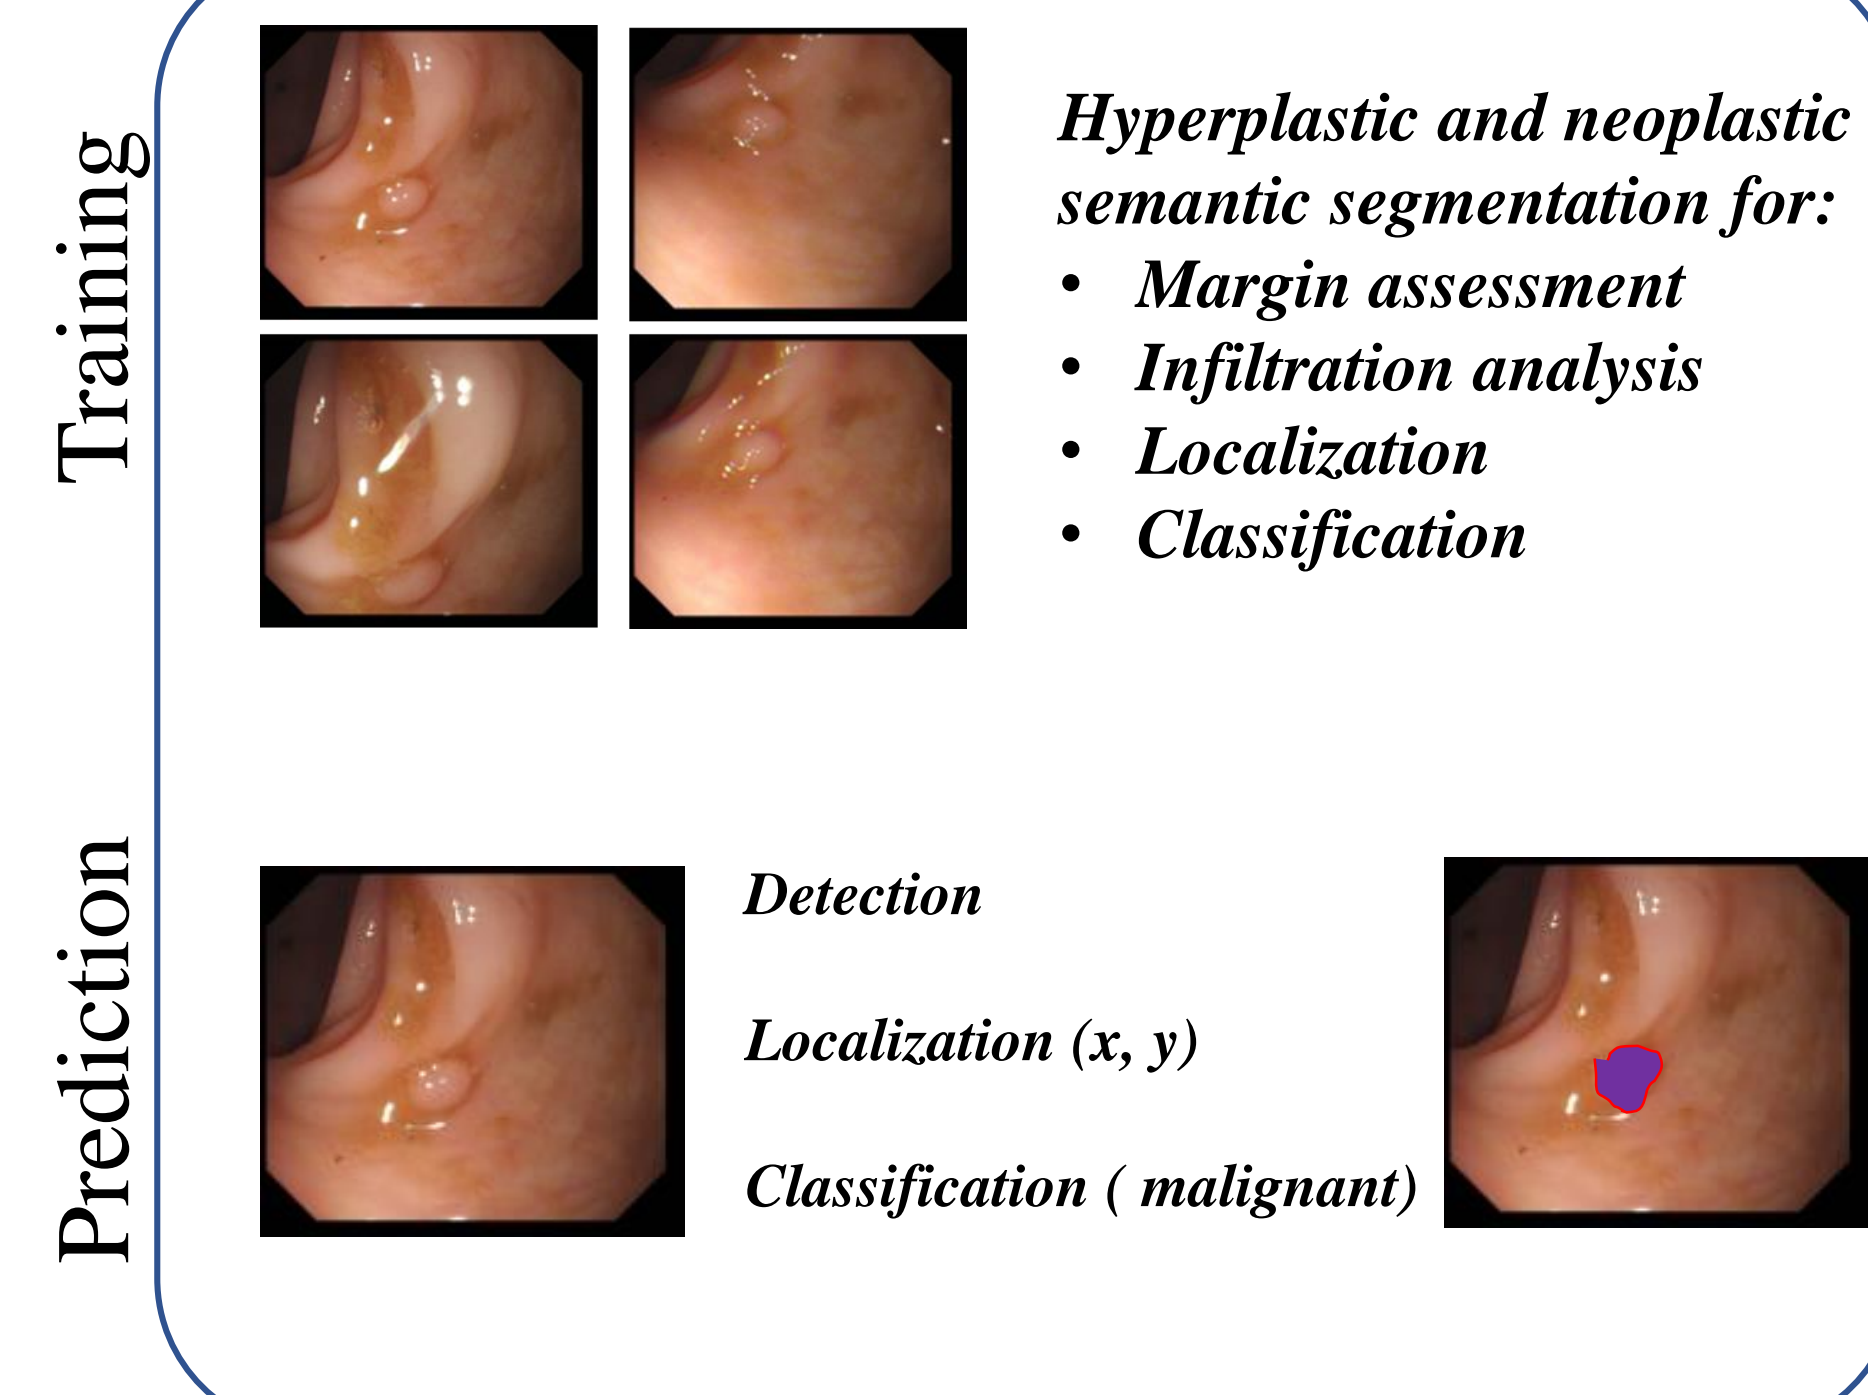 Training
Hyperplastic and neoplastic
semantic segmentation for:
• Margin assessment
• Infiltration analysis
• Localization
• Classification
Prediction
Detection
Localization (x, y)
Classification ( malignant)